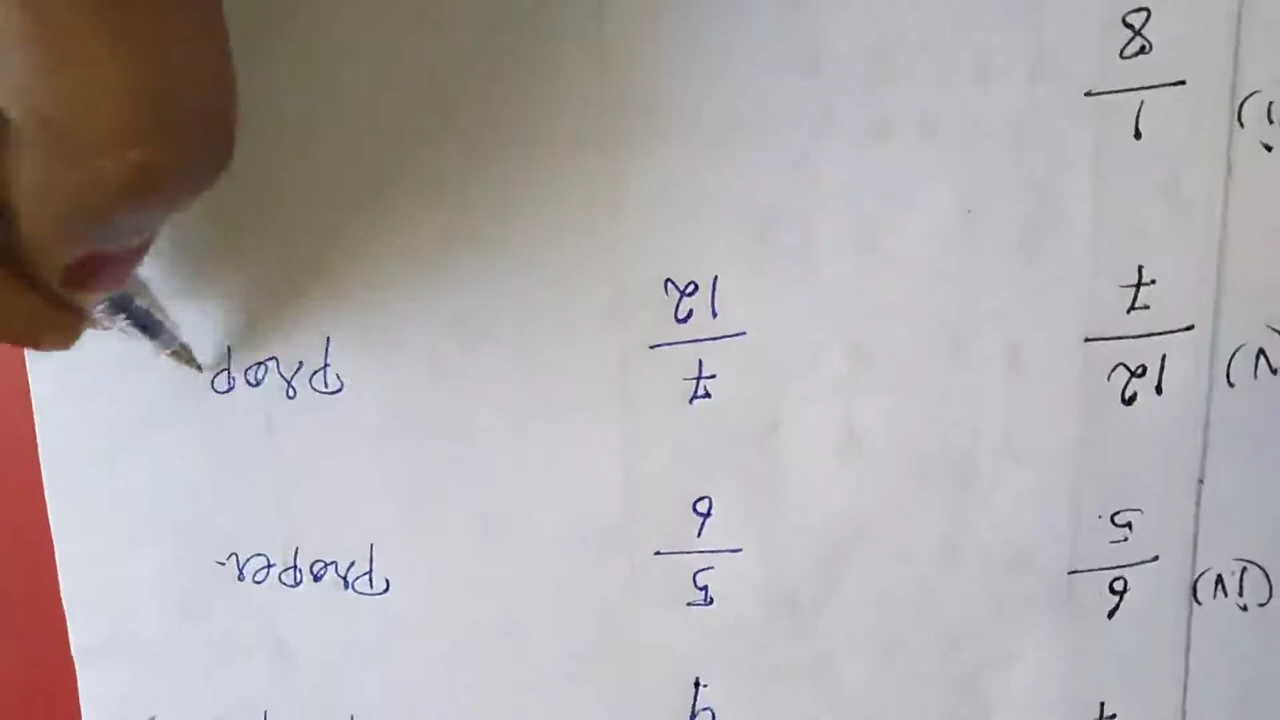 (iv) 6/5 5/6 Proper.
v) 12/7 7/12 Prop
i) 1/8